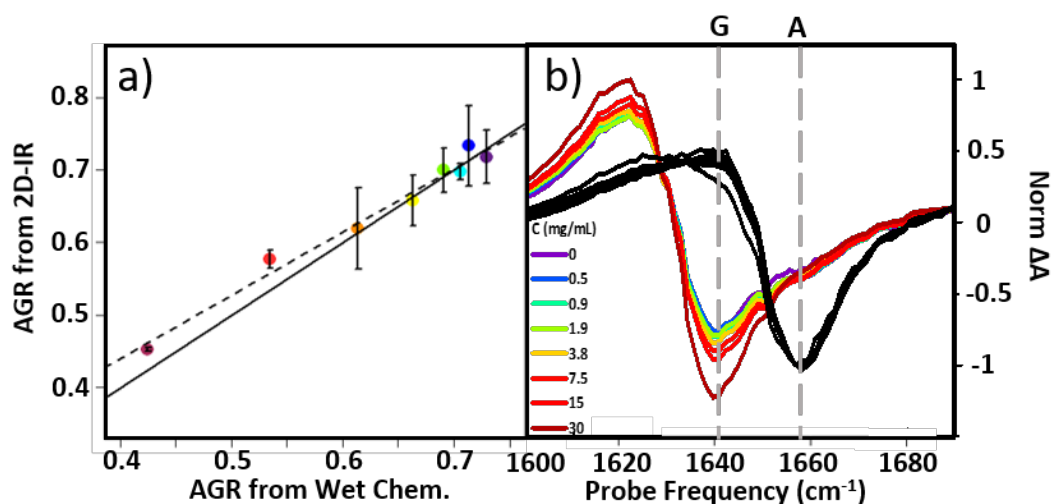 G A
a)
b)
0.8
0.7
0.6
0.5
0.4
AGR from 2D-IR
0.4 0.5 0.6 0.7
AGR from Wet Chem.
1
0.5
0
-0.5
-1
Norm ΔA
C (mg/mL)
0
0.5
0.9
1.9
3.8
7.5
15
30
1600 1620 1640 1660 1680
Probe Frequency (cm⁻¹)